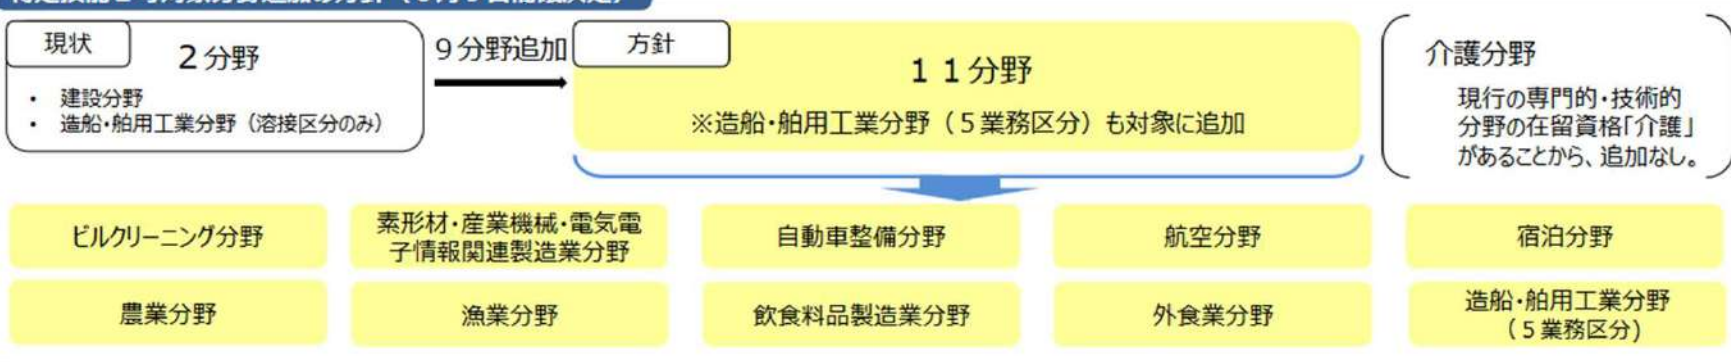 現状
2分野
・ 建設分野
・ 造船・舶用工業分野（溶接区分のみ）
9分野追加
方針
11分野
※造船・舶用工業分野（5業務区分）も対象に追加
介護分野
現行の専門的・技術的
分野の在留資格「介護」
があることから、追加なし。
ビルクリーニング分野
素形材・産業機械・電気電
子情報関連製造業分野
自動車整備分野
航空分野
宿泊分野
農業分野
漁業分野
飲食料品製造業分野
外食業分野
造船・舶用工業分野
（5業務区分）